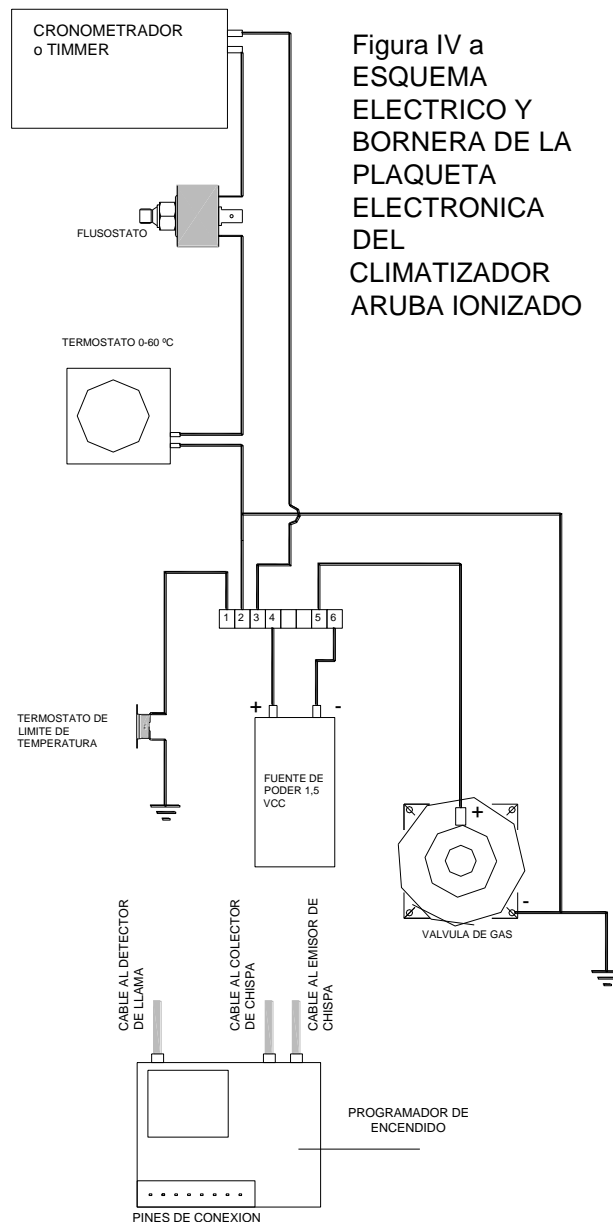 CRONOMETRADOR
o TIMMER
Figura IV a
ESQUEMA
ELECTRICO Y
BORNERA DE LA
PLAQUETA
ELECTRONICA
DEL
CLIMATIZADOR
ARUBA IONIZADO
FLUSOSTATO
TERMOSTATO 0-60 ºC
1 2 3 4 5 6
TERMOSTATO DE
LIMITE DE
TEMPERATURA
+ -
FUENTE DE
PODER 1,5
VCC
+
-
VALVULA DE GAS
CABLE AL DETECTOR
DE LLAMA
CABLE AL COLECTOR
DE CHISPA
CABLE AL EMISOR DE
CHISPA
PROGRAMADOR DE
ENCENDIDO
PINES DE CONEXION